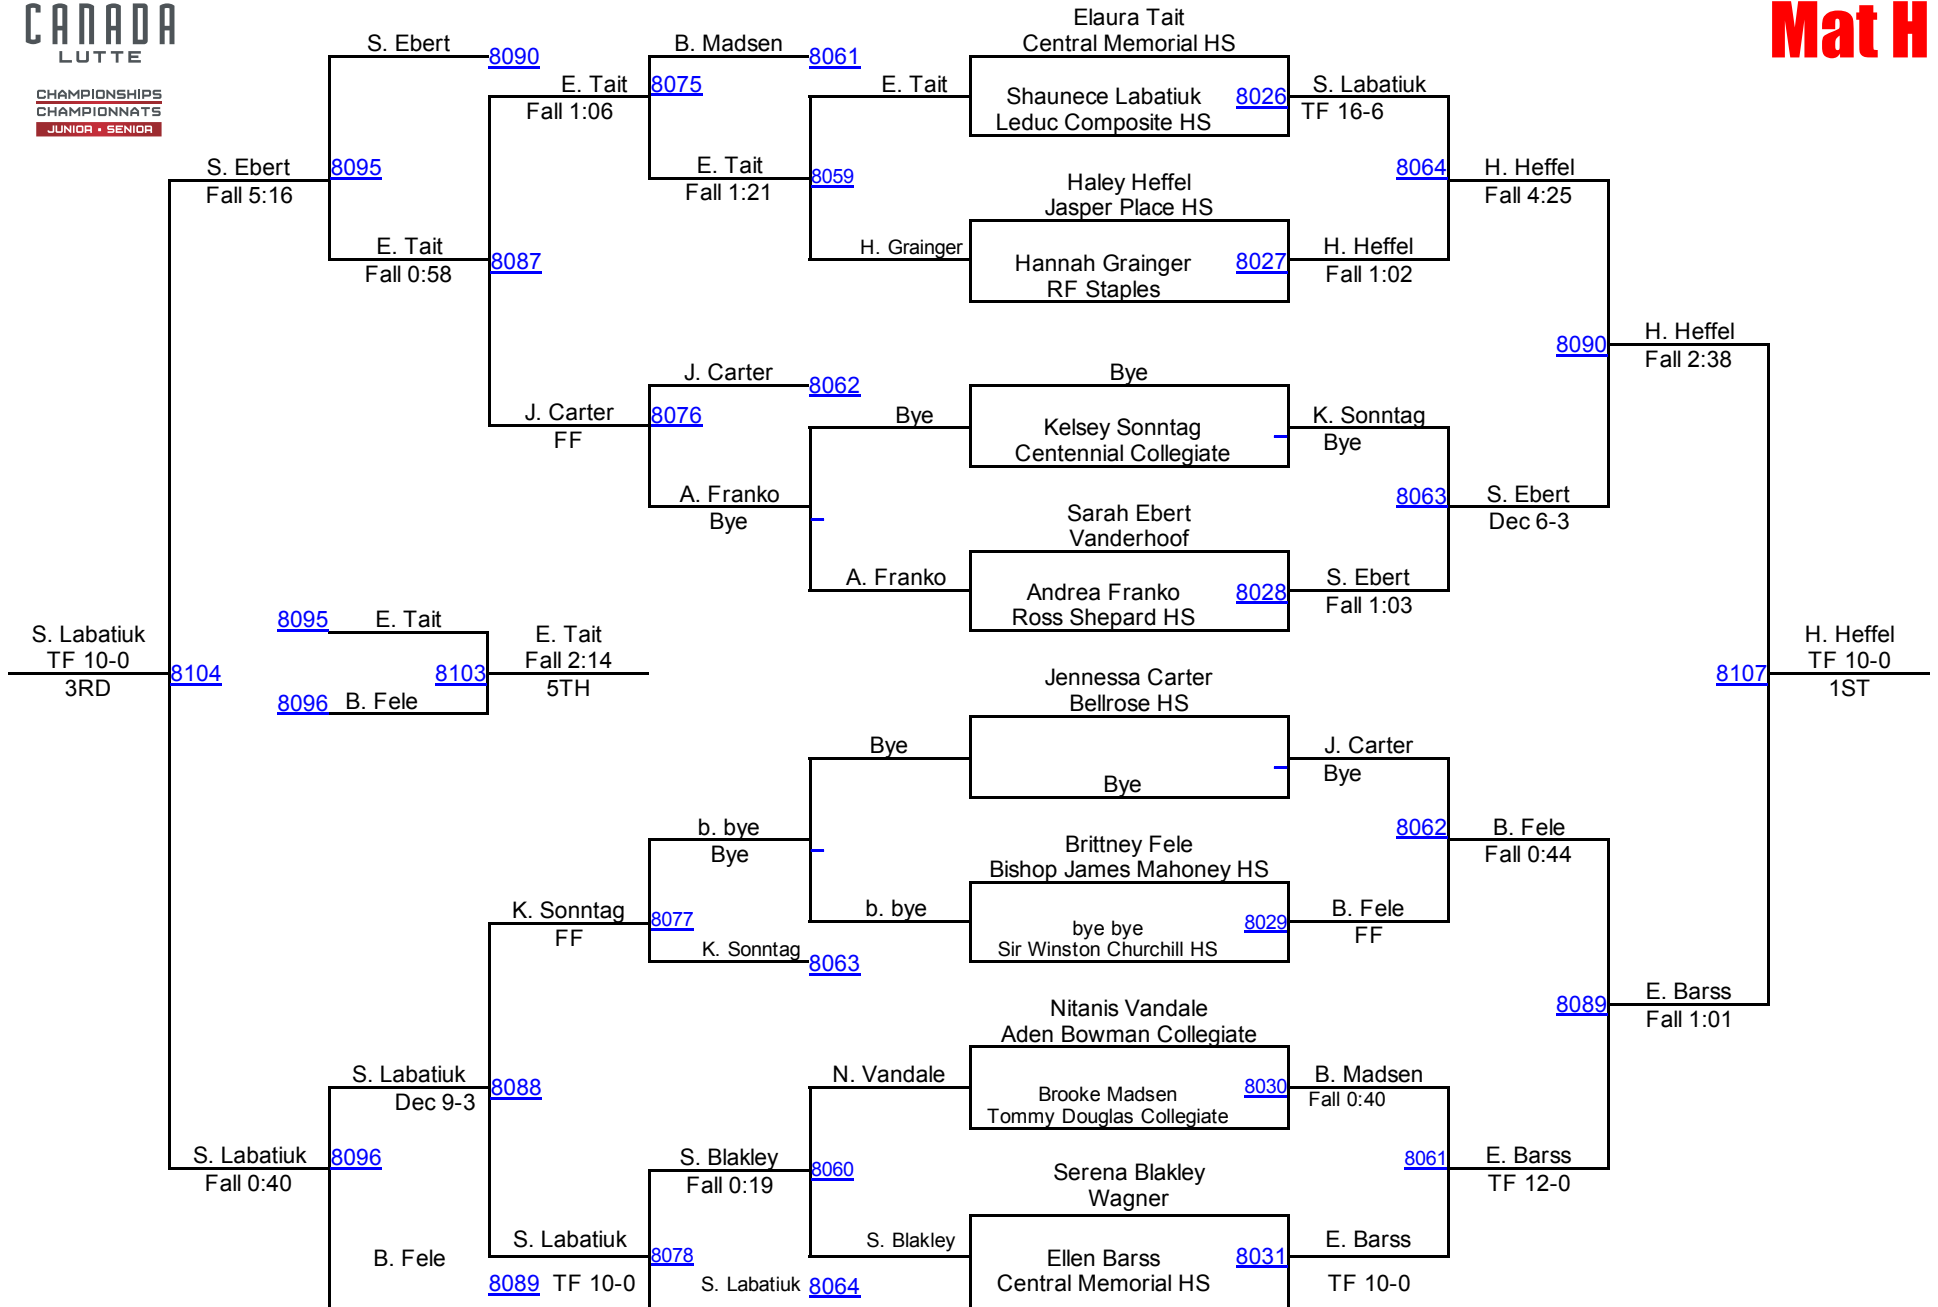 CANADA
LUTTE
CHAMPIONSHIPS
CHAMPIONNATS
JUNIOR • SENIOR
Mat H
S. Ebert
8090
E. Tait
Fall 1:06
B. Madsen
8061
8075
E. Tait
Elaura Tait
Central Memorial HS
Shaunece Labatiuk
Leduc Composite HS
8026
S. Labatiuk
TF 16-6
S. Ebert
Fall 5:16
8095
E. Tait
Fall 1:21
8059
Haley Heffel
Jasper Place HS
8064
H. Heffel
Fall 4:25
E. Tait
Fall 0:58
8087
H. Grainger
Hannah Grainger
RF Staples
8027
H. Heffel
Fall 1:02
8090
H. Heffel
Fall 2:38
J. Carter
8062
J. Carter
FF
8076
Bye
Bye
Kelsey Sonntag
Centennial Collegiate
K. Sonntag
Bye
A. Franko
Bye
Sarah Ebert
Vanderhoof
8063
S. Ebert
Dec 6-3
A. Franko
Andrea Franko
Ross Shepard HS
8028
S. Ebert
Fall 1:03
S. Labatiuk
TF 10-0
3RD
8104
8095
E. Tait
8096
B. Fele
8103
E. Tait
Fall 2:14
5TH
8107
H. Heffel
TF 10-0
1ST
Jennessa Carter
Bellrose HS
Bye
Bye
J. Carter
Bye
b. bye
Bye
Brittney Fele
Bishop James Mahoney HS
8062
B. Fele
Fall 0:44
K. Sonntag
FF
8077
b. bye
bye bye
Sir Winston Churchill HS
8029
B. Fele
FF
K. Sonntag
8063
Nitanis Vandale
Aden Bowman Collegiate
8089
E. Barss
Fall 1:01
S. Labatiuk
Dec 9-3
8088
N. Vandale
Brooke Madsen
Tommy Douglas Collegiate
8030
B. Madsen
Fall 0:40
S. Labatiuk
Fall 0:40
8096
S. Blakley
Fall 0:19
8060
Serena Blakley
Wagner
8061
E. Barss
TF 12-0
B. Fele
8089
S. Labatiuk
TF 10-0
8078
S. Blakley
S. Labatiuk
8064
Ellen Barss
Central Memorial HS
8031
E. Barss
TF 10-0